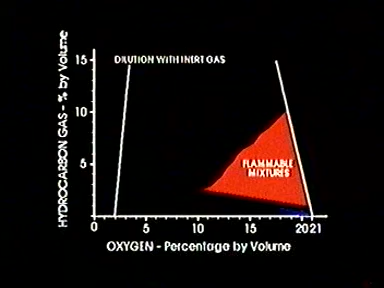 DILUTION WITH INERT GAS
HYDROCARBON GAS - % by Volume
15
10
5
FLAMMABLE
MIXTURES
0
5
10
15
20 21
OXYGEN - Percentage by Volume